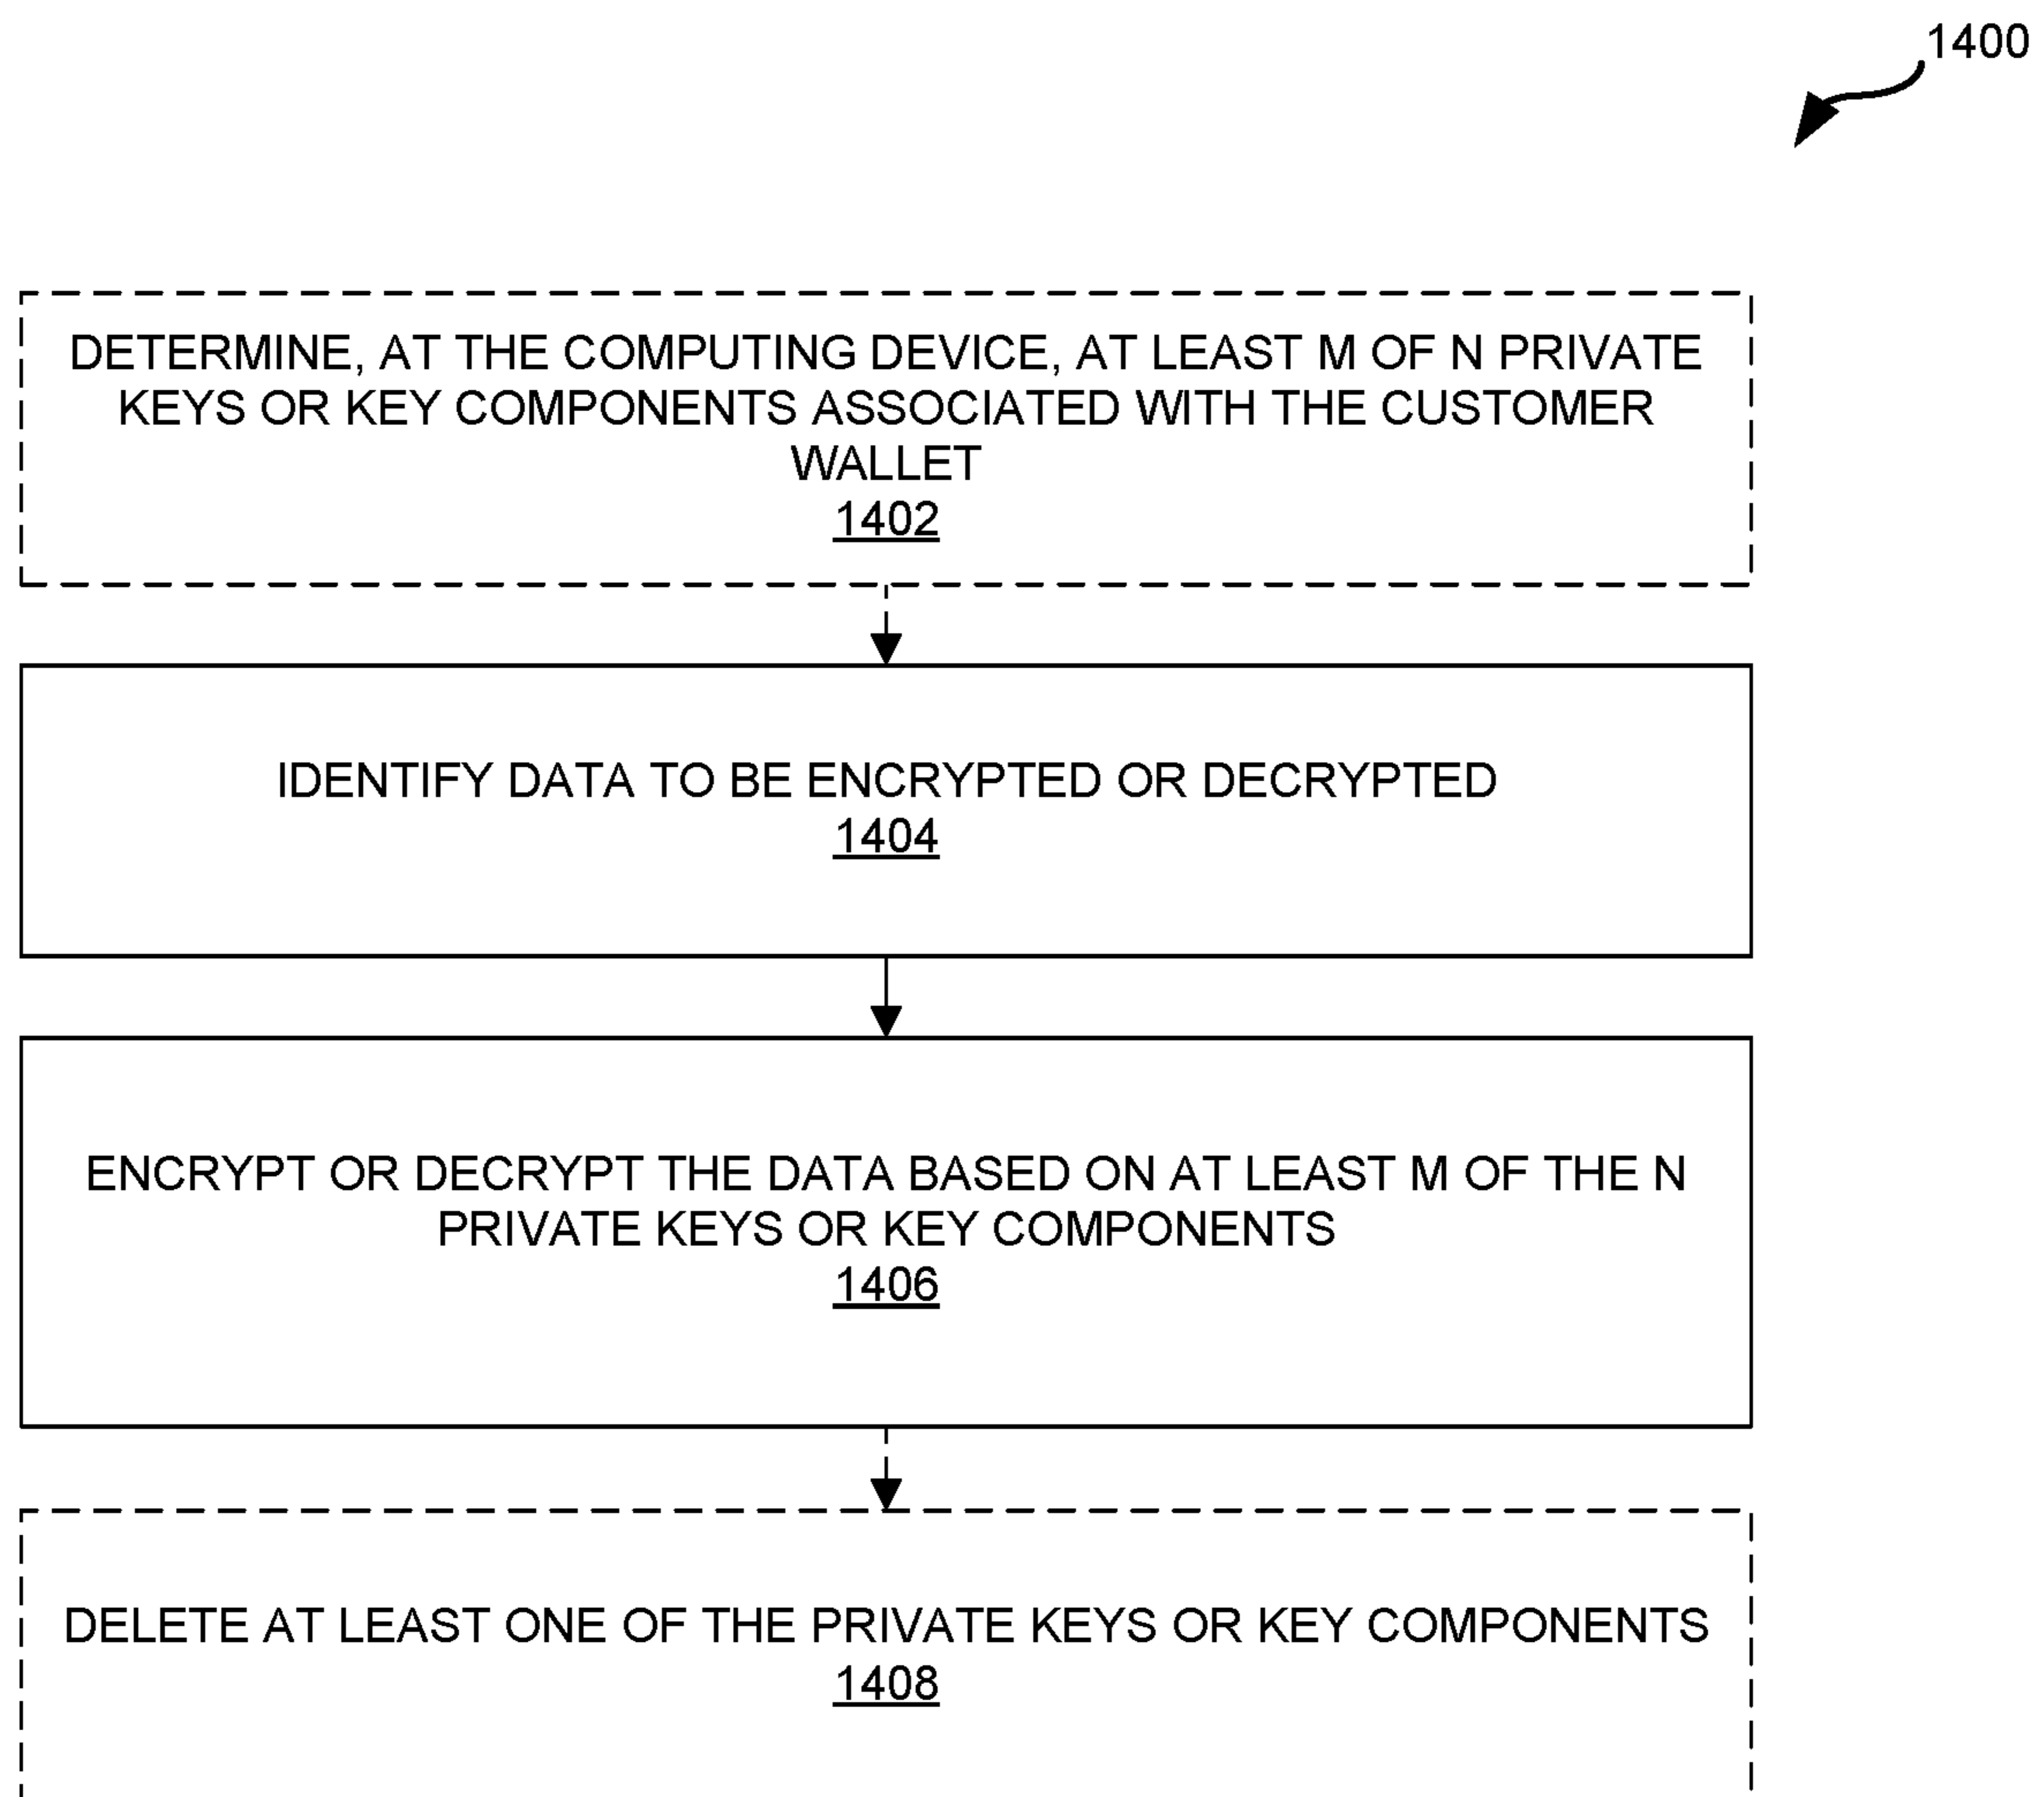 1400
DETERMINE, AT THE COMPUTING DEVICE, AT LEAST M OF N PRIVATE
KEYS OR KEY COMPONENTS ASSOCIATED WITH THE CUSTOMER
WALLET
1402
IDENTIFY DATA TO BE ENCRYPTED OR DECRYPTED
1404
ENCRYPT OR DECRYPT THE DATA BASED ON AT LEAST M OF THE N
PRIVATE KEYS OR KEY COMPONENTS
1406
DELETE AT LEAST ONE OF THE PRIVATE KEYS OR KEY COMPONENTS
1408